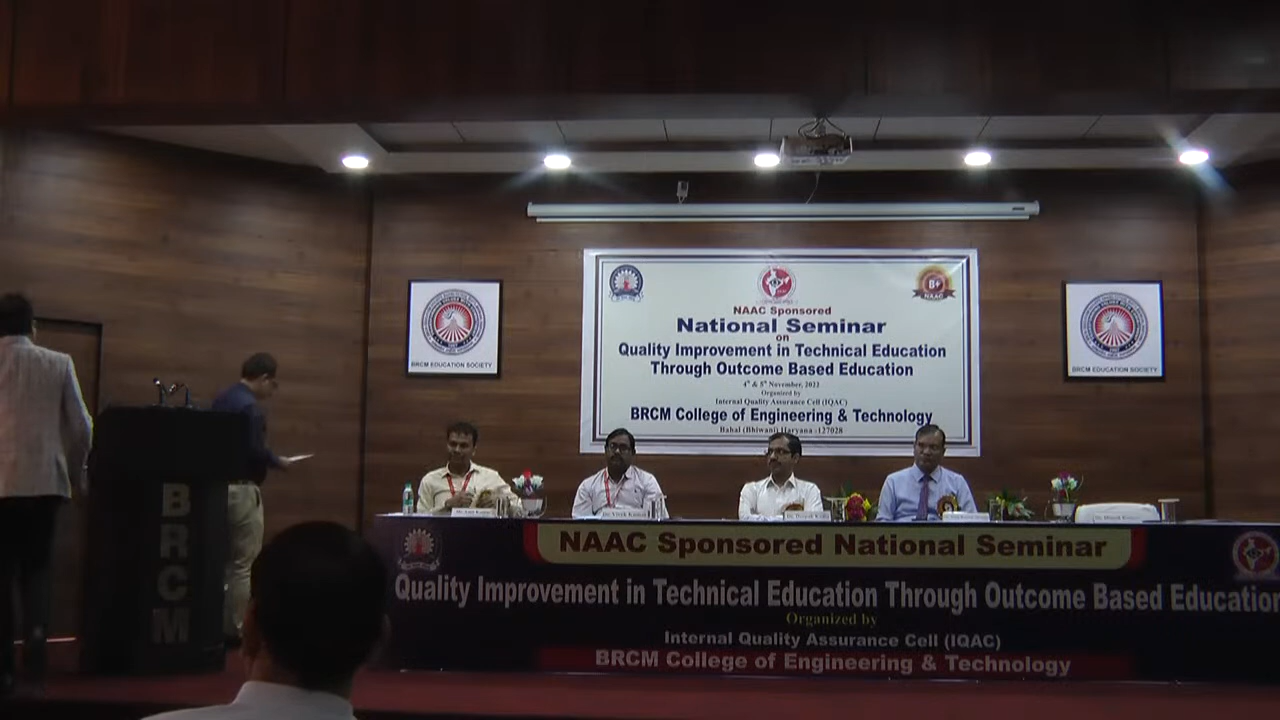 B+
NAAC
NAAC Sponsored
National Seminar
on
Quality Improvement in Technical Education
Through Outcome Based Education
4th & 5th November, 2022
Organized by
Internal Quality Assurance Cell (IQAC)
BRCM College of Engineering & Technology
Bahal (Bhiwani) Haryana -127028
BRCM EDUCATION SOCIETY
BRCM EDUCATION SOCIETY
BRCM
Dr. Vivek Kumar
NAAC Sponsored National Seminar
Quality Improvement in Technical Education Through Outcome Based Education
Organized by
Internal Quality Assurance Cell (IQAC)
BRCM College of Engineering & Technology